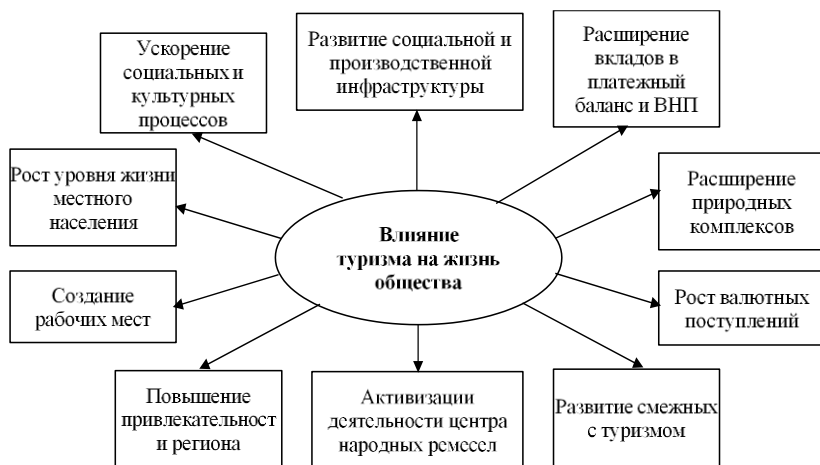 Ускорение
социальных и
культурных
процессов
Развитие социальной и
производственной
инфраструктуры
Расширение
вкладов в
платежный
баланс и ВНП
Рост уровня жизни
местного
населения
Влияние
туризма на жизнь
общества
Расширение
природных
комплексов
Создание
рабочих мест
Рост валютных
поступлений
Повышение
привлекательност
и региона
Активизации
деятельности центра
народных ремесел
Развитие смежных
с туризмом